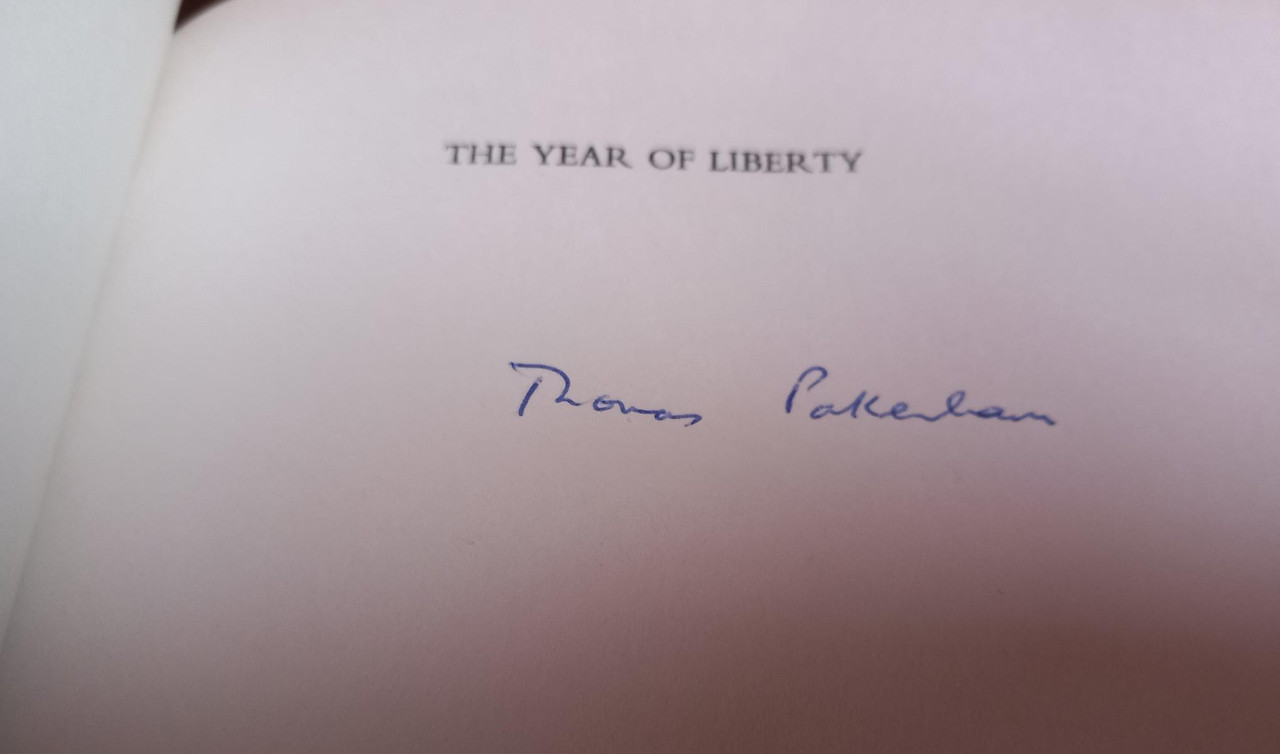 THE YEAR OF LIBERTY
Thomas Pakenham